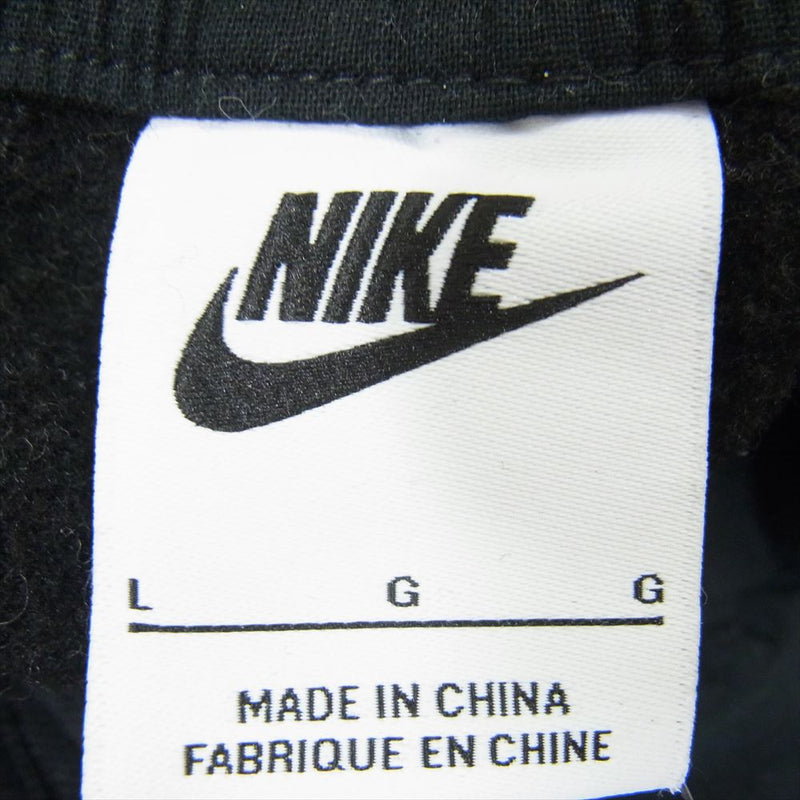 NIKE
L G G
MADE IN CHINA
FABRIQUE EN CHINE